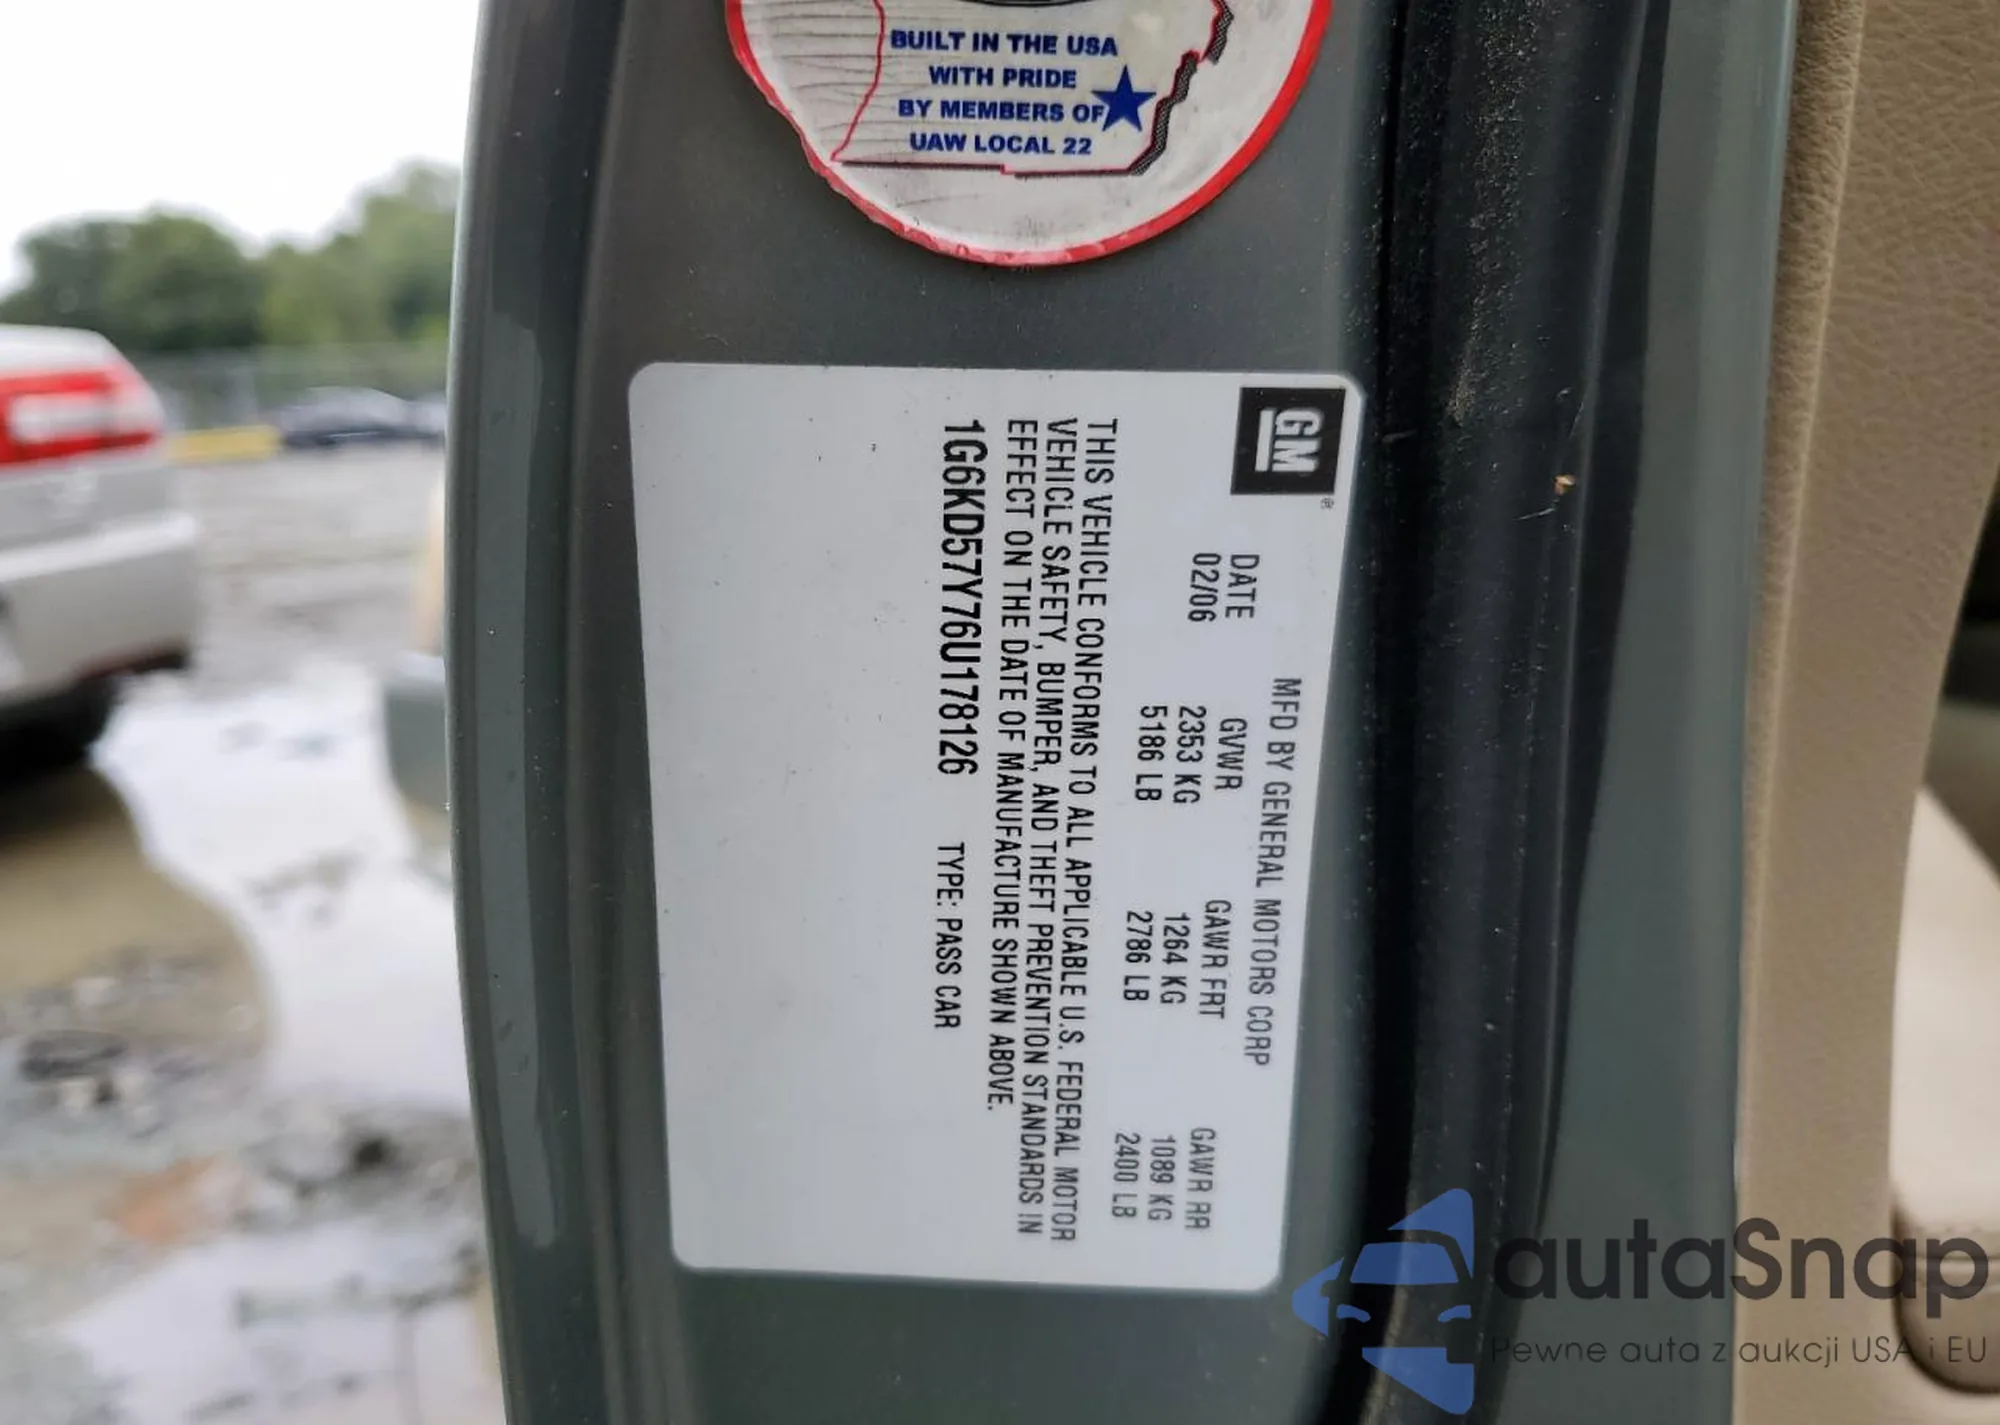 BUILT IN THE USA
WITH PRIDE
BY MEMBERS OF
UAW LOCAL 22
GM
®
MFD BY GENERAL MOTORS CORP
DATE GVWR GAWR FRT GAWR RR
02/06 2353 KG 1264 KG 1089 KG
5186 LB 2786 LB 2400 LB
THIS VEHICLE CONFORMS TO ALL APPLICABLE U.S. FEDERAL MOTOR
VEHICLE SAFETY, BUMPER, AND THEFT PREVENTION STANDARDS IN
EFFECT ON THE DATE OF MANUFACTURE SHOWN ABOVE.
1G6KD57Y76U178126 TYPE: PASS CAR
autaSnap
Pewne auta z aukcji USA i EU